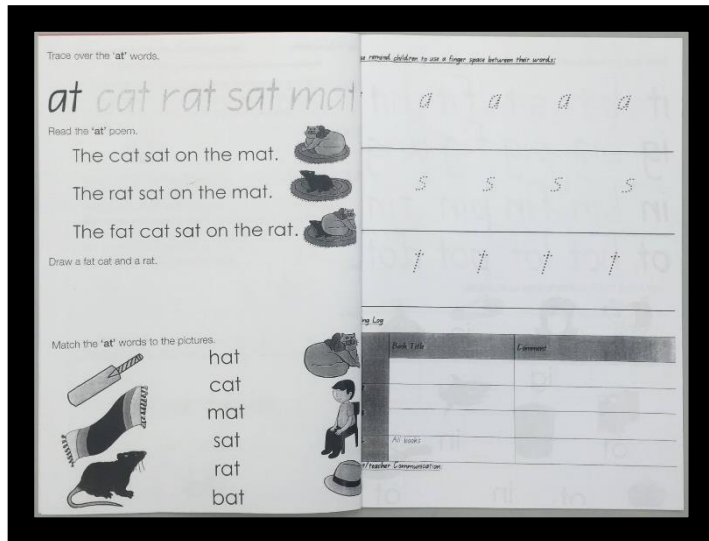 Trace over the 'at' words.
at cat rat sat mat
Read the 'at' poem.
The cat sat on the mat.
The rat sat on the mat.
The fat cat sat on the rat.
Draw a fat cat and a rat.
Match the 'at' words to the pictures.
hat
cat
mat
sat
rat
bat
remind children to use a finger space between their words:
a a a a
s s s s
t t t t
Log
Book Title Comment
All books
/teacher Communication